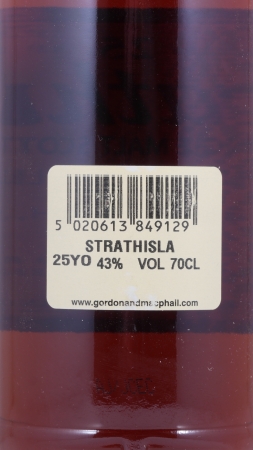 5 020613 849129
STRATHISLA
25YO 43% VOL 70CL
www.gordonandmacphail.com